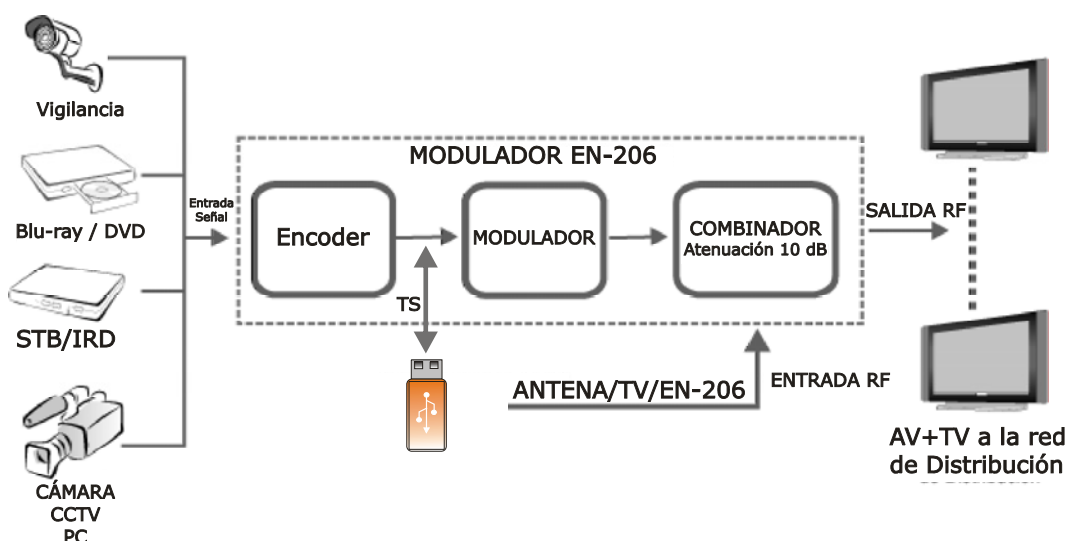 Vigilancia
Blu-ray / DVD
STB/IRD
CÁMARA
CCTV
PC
Entrada
Señal
MODULADOR EN-206
Encoder
MODULADOR
COMBINADOR
Atenuación 10 dB
TS
ANTENA/TV/EN-206
ENTRADA RF
SALIDA RF
AV+TV a la red
de Distribución